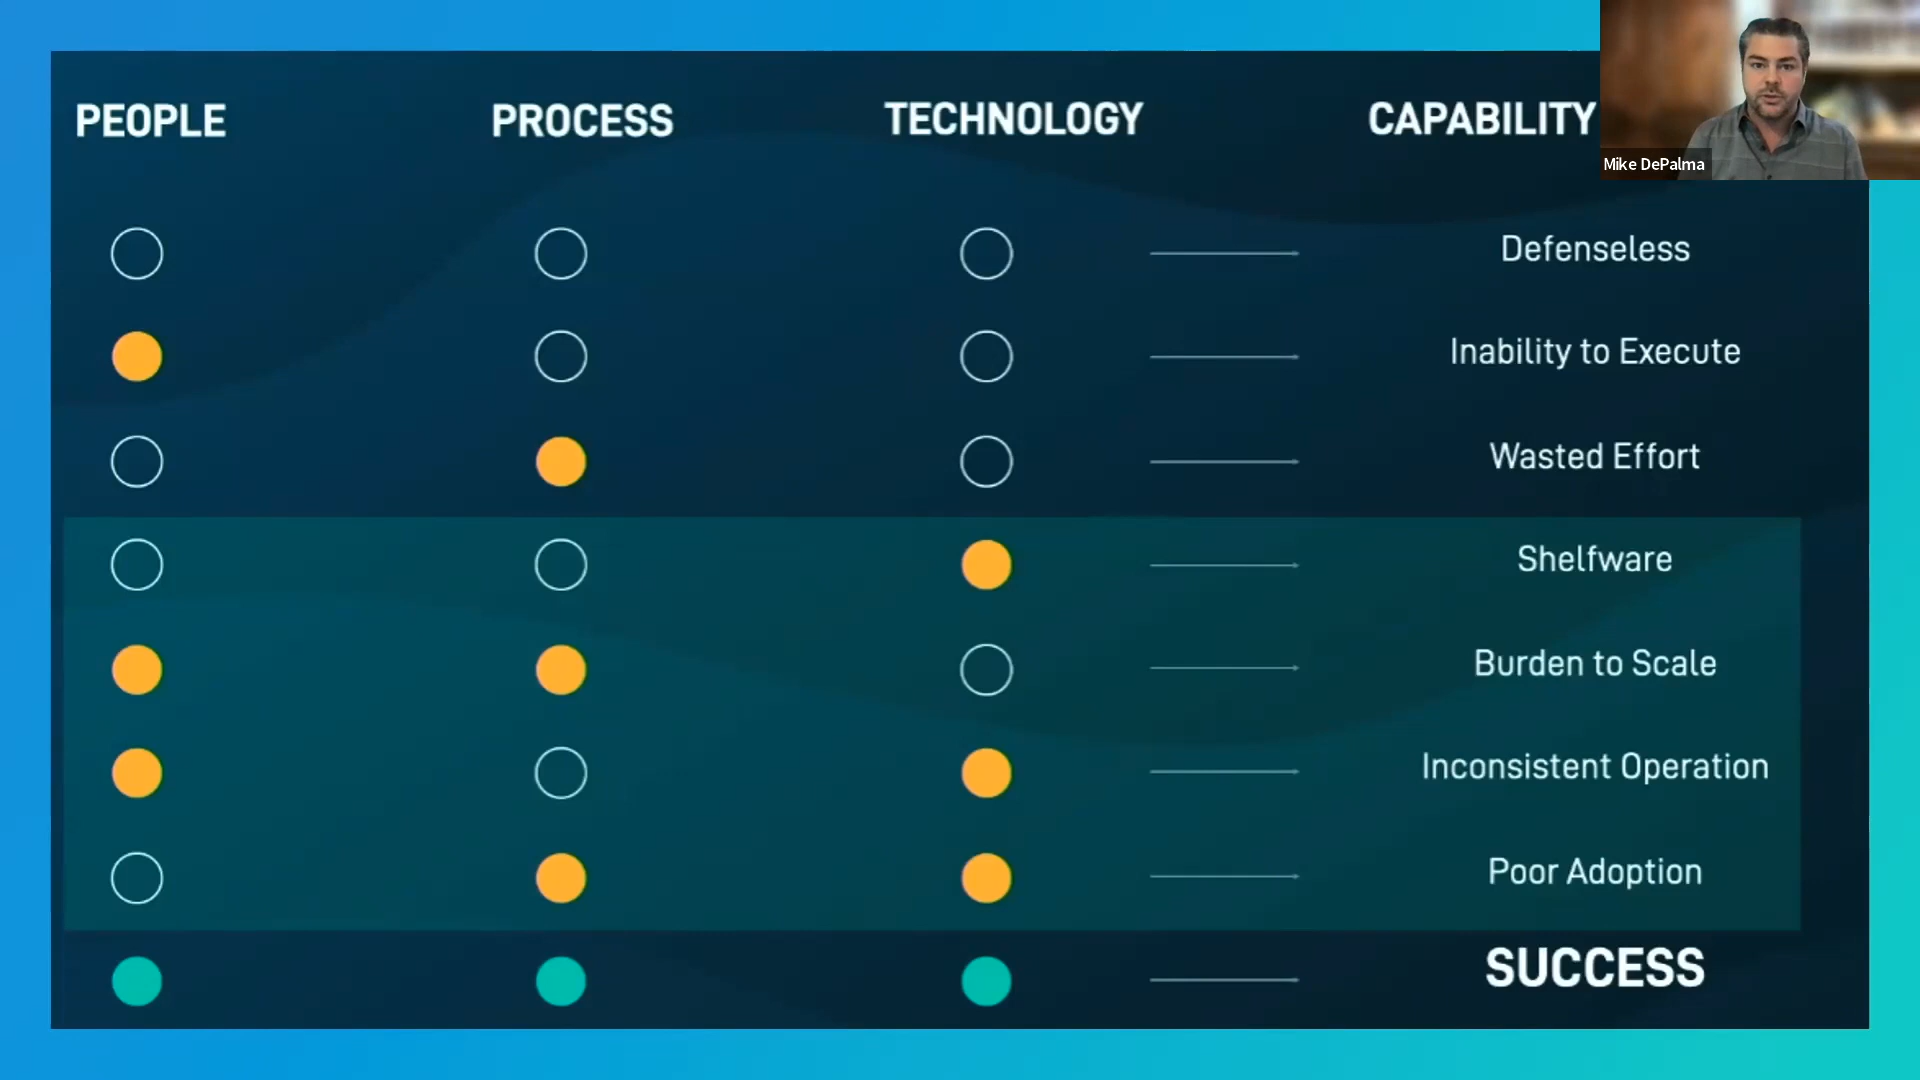 PEOPLE PROCESS TECHNOLOGY CAPABILITY
Mike DePalma
Defenseless
Inability to Execute
Wasted Effort
Shelfware
Burden to Scale
Inconsistent Operation
Poor Adoption
SUCCESS